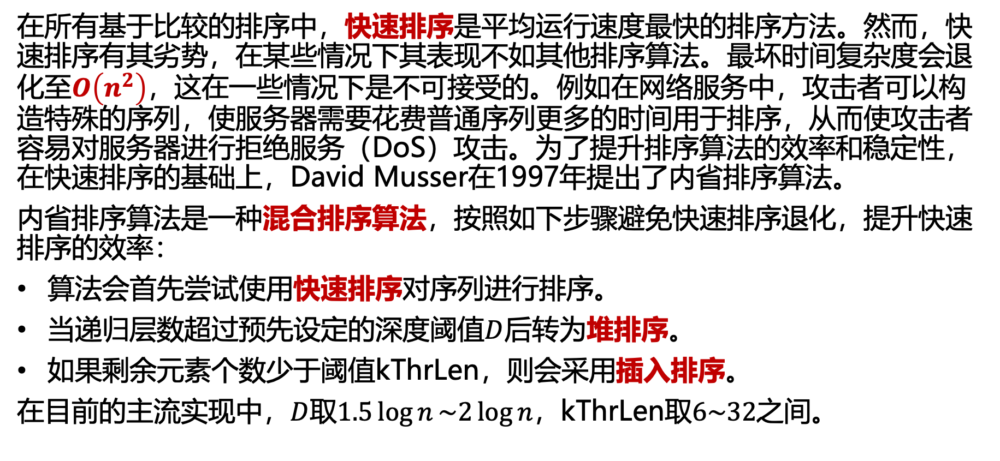 在所有基于比较的排序中，快速排序是平均运行速度最快的排序方法。然而，快
速排序有其劣势，在某些情况下其表现不如其他排序算法。最坏时间复杂度会退
化至O(n²)，这在一些情况下是不可接受的。例如在网络服务中，攻击者可以构
造特殊的序列，使服务器需要花费普通序列更多的时间用于排序，从而使攻击者
容易对服务器进行拒绝服务（DoS）攻击。为了提升排序算法的效率和稳定性，
在快速排序的基础上，David Musser在1997年提出了内省排序算法。
内省排序算法是一种混合排序算法，按照如下步骤避免快速排序退化，提升快速
排序的效率：
• 算法会首先尝试使用快速排序对序列进行排序。
• 当递归层数超过预先设定的深度阈值D后转为堆排序。
• 如果剩余元素个数少于阈值kThrLen，则会采用插入排序。
在目前的主流实现中，D取1.5 log n ~2 log n，kThrLen取6~32之间。